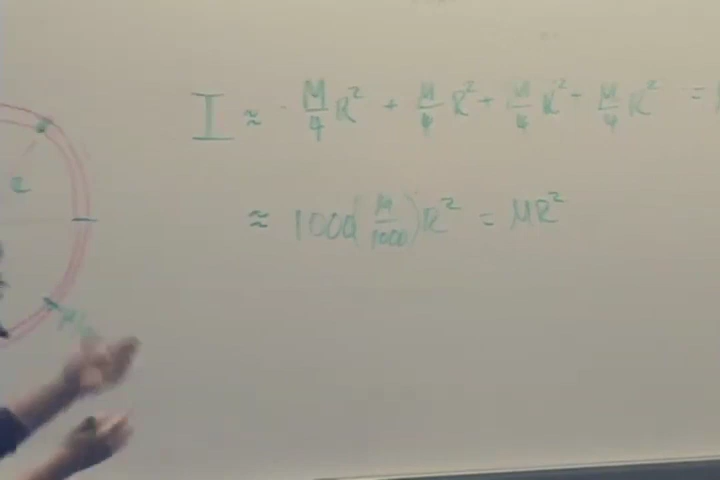 I ≈ M/4 R² + M/4 R² + M/4 R² + M/4 R² =
≈ 1000(M/1000)R² = MR²